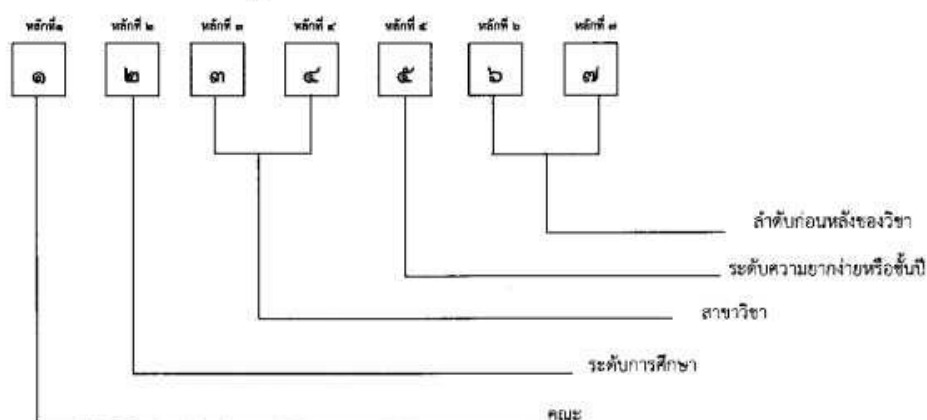 หลักที่๑ หลักที่ ๒ หลักที่ ๓ หลักที่ ๔ หลักที่ ๕ หลักที่ ๖ หลักที่ ๗
๑ ๒ ๓ ๔ ๕ ๖ ๗
ลำดับก่อนหลังของวิชา
ระดับความยากง่ายหรือชั้นปี
สาขาวิชา
ระดับการศึกษา
คณะ